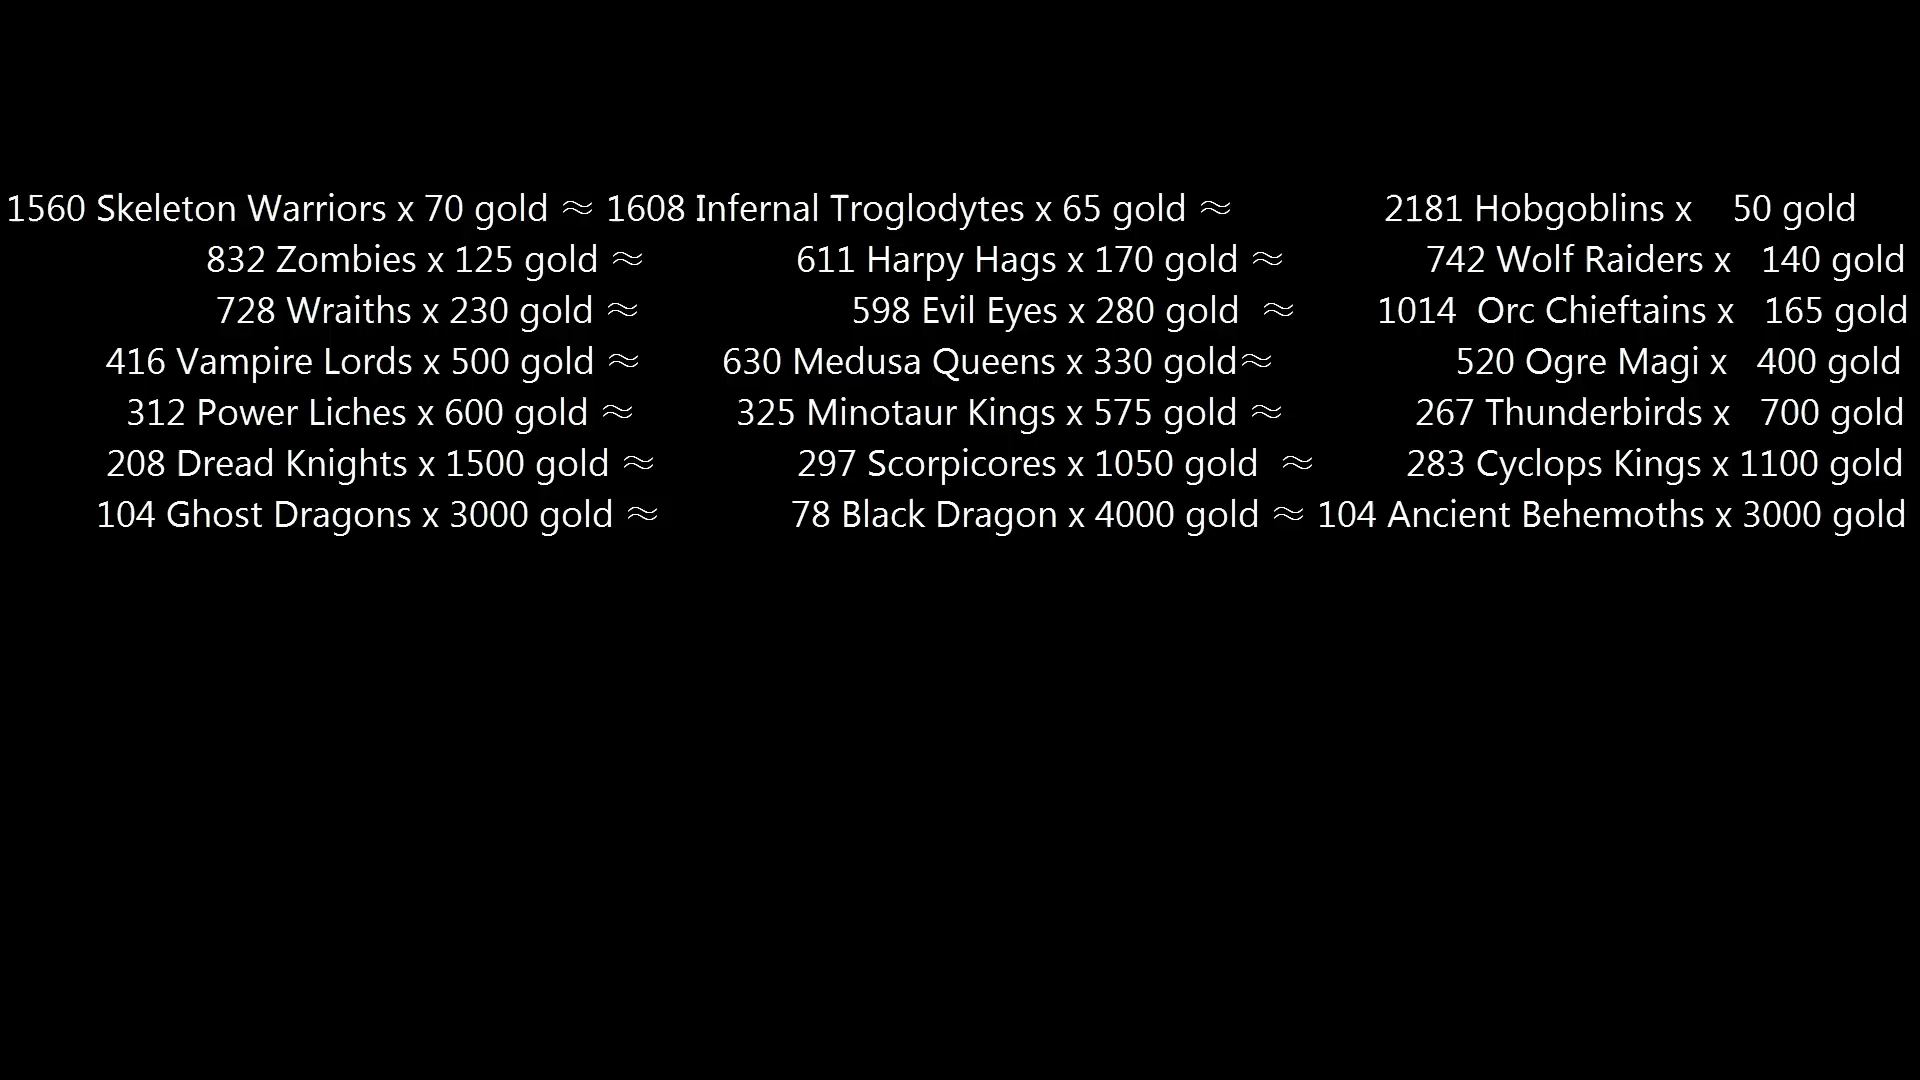 1560 Skeleton Warriors x 70 gold ≈ 1608 Infernal Troglodytes x 65 gold ≈ 2181 Hobgoblins x 50 gold
832 Zombies x 125 gold ≈ 611 Harpy Hags x 170 gold ≈ 742 Wolf Raiders x 140 gold
728 Wraiths x 230 gold ≈ 598 Evil Eyes x 280 gold ≈ 1014 Orc Chieftains x 165 gold
416 Vampire Lords x 500 gold ≈ 630 Medusa Queens x 330 gold≈ 520 Ogre Magi x 400 gold
312 Power Liches x 600 gold ≈ 325 Minotaur Kings x 575 gold ≈ 267 Thunderbirds x 700 gold
208 Dread Knights x 1500 gold ≈ 297 Scorpicores x 1050 gold ≈ 283 Cyclops Kings x 1100 gold
104 Ghost Dragons x 3000 gold ≈ 78 Black Dragon x 4000 gold ≈ 104 Ancient Behemoths x 3000 gold